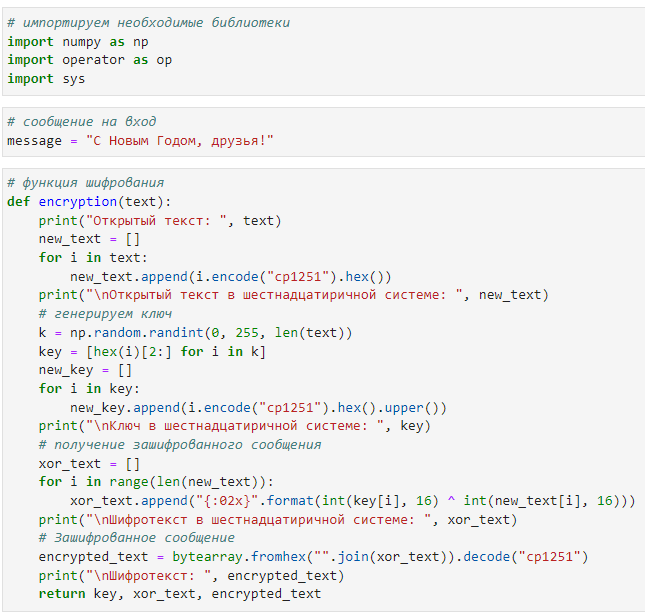 # импортируем необходимые библиотеки
import numpy as np
import operator as op
import sys
# сообщение на вход
message = "С Новым Годом, друзья!"
# функция шифрования
def encryption(text):
    print("Открытый текст: ", text)
    new_text = []
    for i in text:
        new_text.append(i.encode("cp1251").hex())
    print("\nОткрытый текст в шестнадцатиричной системе: ", new_text)
    # генерируем ключ
    k = np.random.randint(0, 255, len(text))
    key = [hex(i)[2:] for i in k]
    new_key = []
    for i in key:
        new_key.append(i.encode("cp1251").hex().upper())
    print("\nКлюч в шестнадцатиричной системе: ", key)
    # получение зашифрованного сообщения
    xor_text = []
    for i in range(len(new_text)):
        xor_text.append("{:02x}".format(int(key[i], 16) ^ int(new_text[i], 16)))
    print("\nШифротекст в шестнадцатиричной системе: ", xor_text)
    # Зашифрованное сообщение
    encrypted_text = bytearray.fromhex("".join(xor_text)).decode("cp1251")
    print("\nШифротекст: ", encrypted_text)
    return key, xor_text, encrypted_text